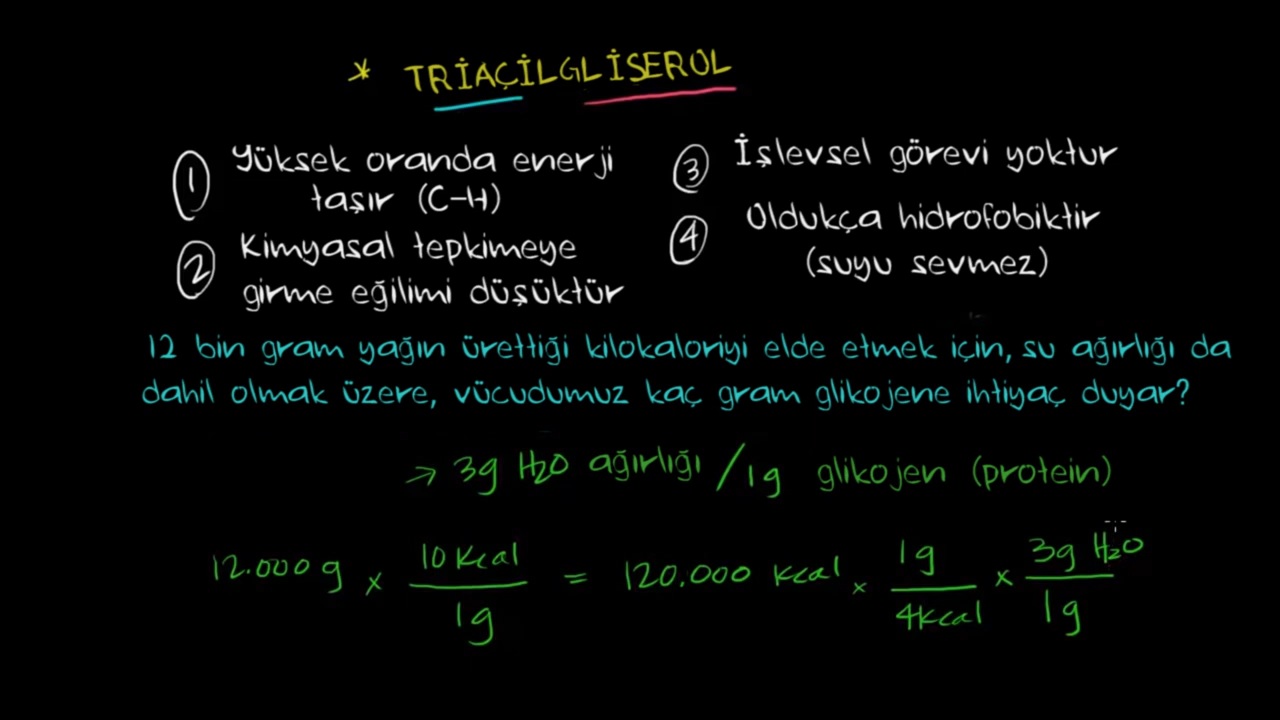 * TRİAÇİLGLİSEROL
1 Yüksek oranda enerji
taşır (C-H)
2 Kimyasal tepkimeye
girme eğilimi düşüktür
3 İşlevsel görevi yoktur
4 Oldukça hidrofobiktir
(suyu sevmez)
12 bin gram yağın ürettiği kilokaloriyi elde etmek için, su ağırlığı da
dahil olmak üzere, vücudumuz kaç gram glikojene ihtiyaç duyar?
→ 3g H2O ağırlığı / 1g glikojen (protein)
12.000 g x 10 Kcal / 1g = 120.000 Kcal x 1g / 4Kcal x 3g H2O / 1g